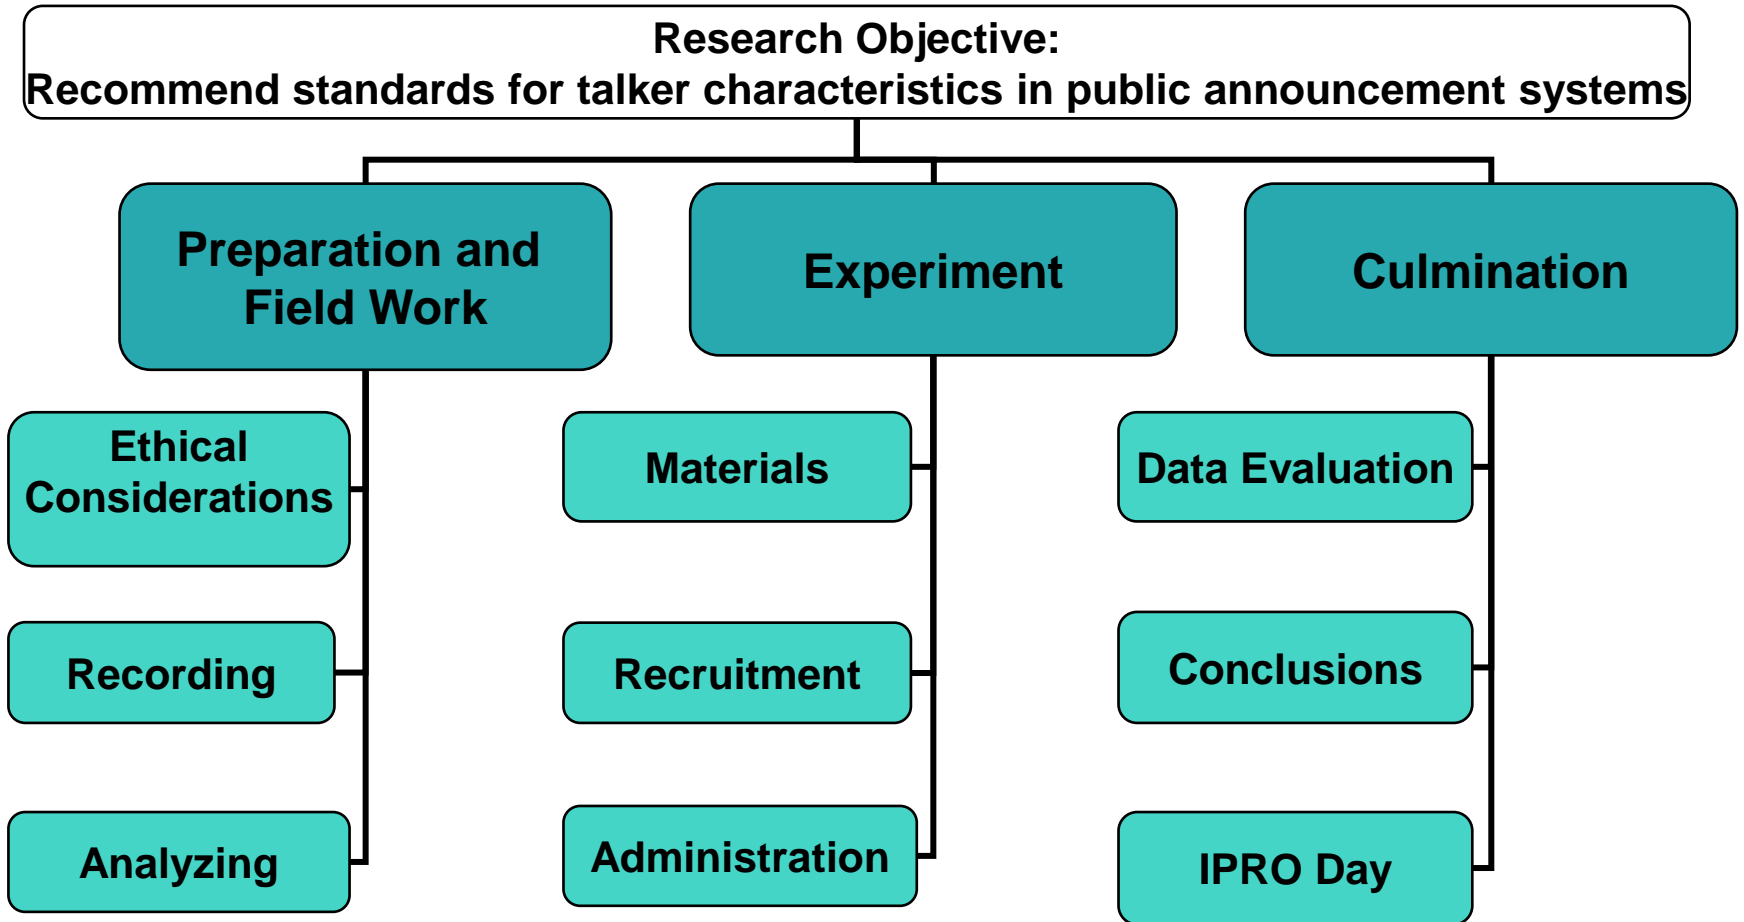 Research Objective:
Recommend standards for talker characteristics in public announcement systems
Preparation and
Field Work
Experiment
Culmination
Ethical
Considerations
Materials
Data Evaluation
Recording
Recruitment
Conclusions
Analyzing
Administration
IPRO Day